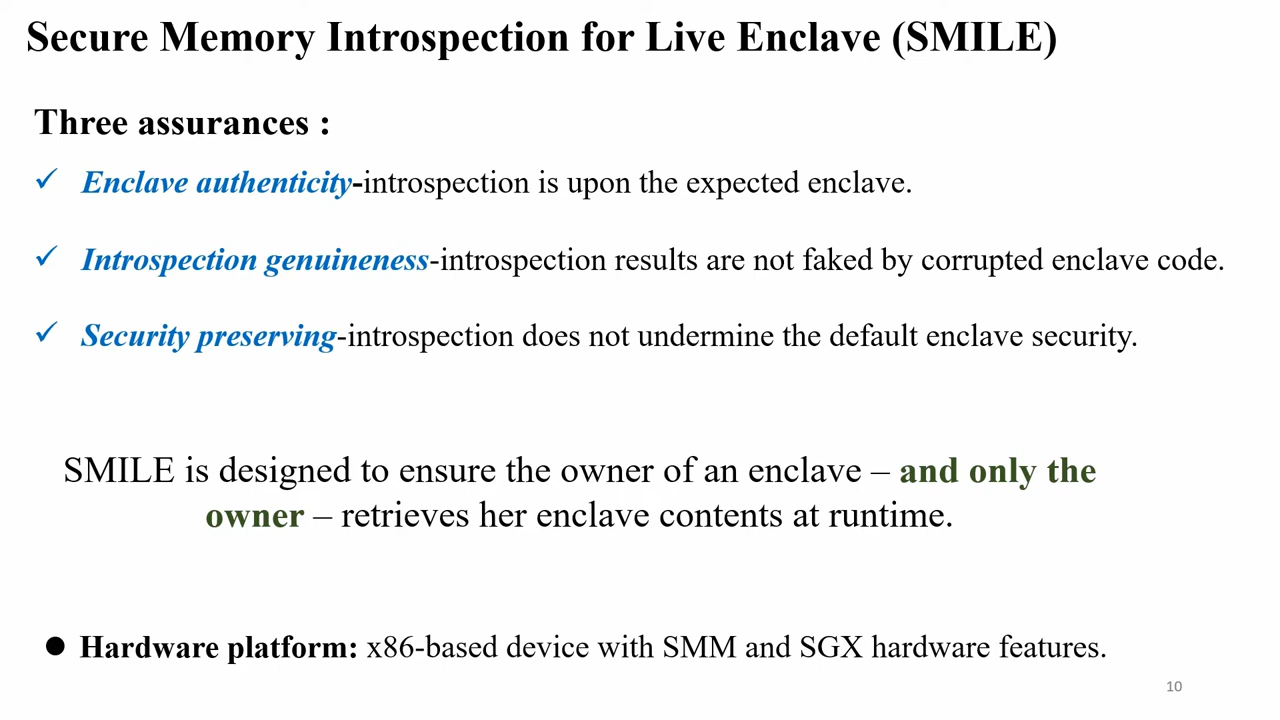 Secure Memory Introspection for Live Enclave (SMILE)
Three assurances :
✓ Enclave authenticity-introspection is upon the expected enclave.
✓ Introspection genuineness-introspection results are not faked by corrupted enclave code.
✓ Security preserving-introspection does not undermine the default enclave security.
SMILE is designed to ensure the owner of an enclave – and only the
owner – retrieves her enclave contents at runtime.
● Hardware platform: x86-based device with SMM and SGX hardware features.
10